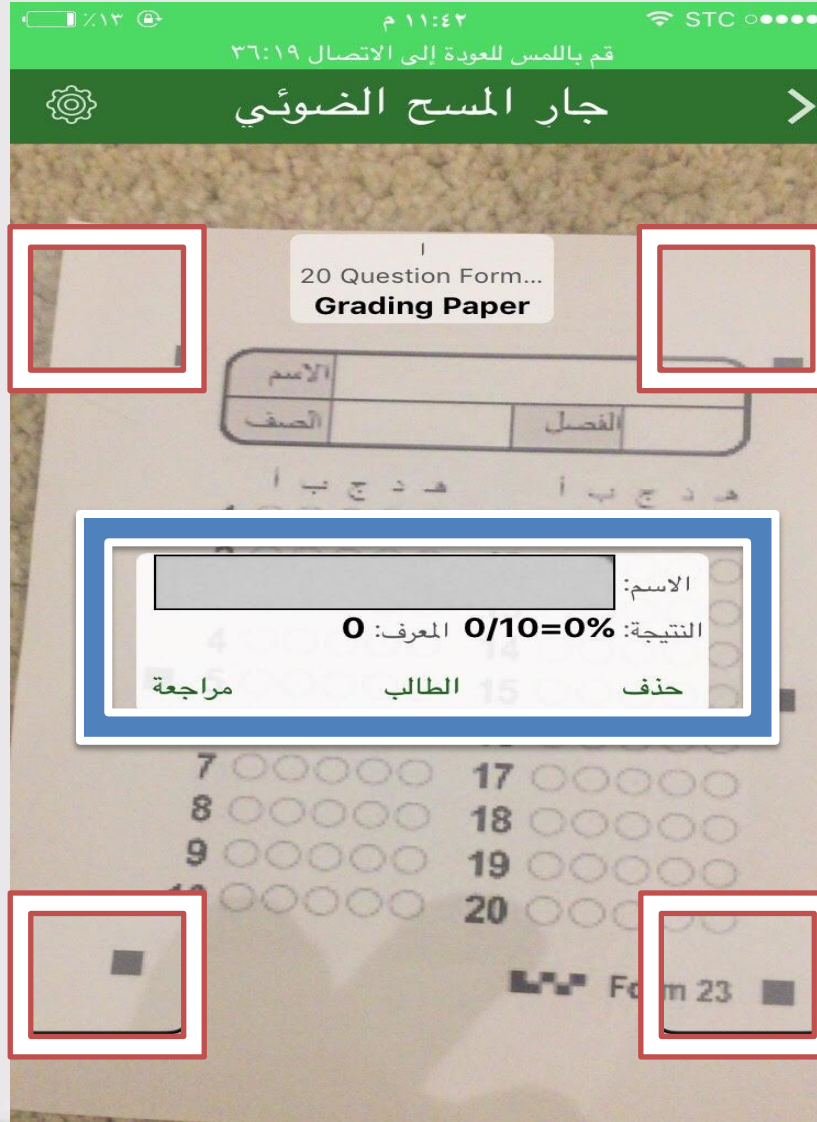 STC ١١:٤٢ م ٪١٣
قم باللمس للعودة إلى الاتصال ٣٦:١٩
جار المسح الضوئي
ا
20 Question Form...
Grading Paper
الاسم
الفصل الصف
أ ب ج د هـ أ ب ج د هـ
الاسم:
النتيجة: 0/10=0% المعرف: 0
4 14
حذف الطالب مراجعة
5 15
7 17
8 18
9 19
20
Form 23